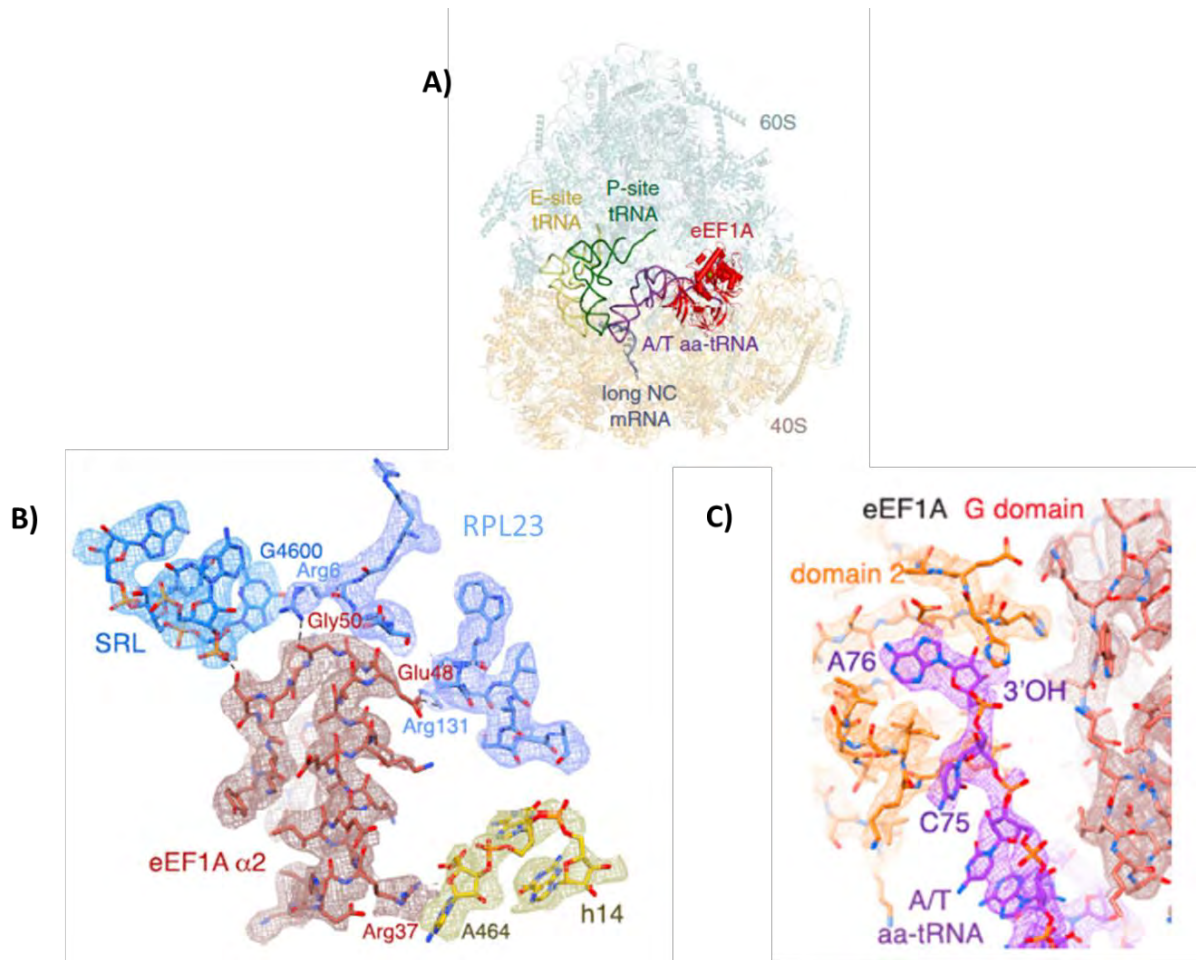 A)
60S
E-site
tRNA
P-site
tRNA
eEF1A
A/T aa-tRNA
long NC
mRNA
40S
B)
RPL23
G4600
Arg6
SRL
Gly50
Glu48
Arg131
eEF1A α2
Arg37
A464
h14
C)
eEF1A G domain
domain 2
A76
3'OH
C75
A/T
aa-tRNA